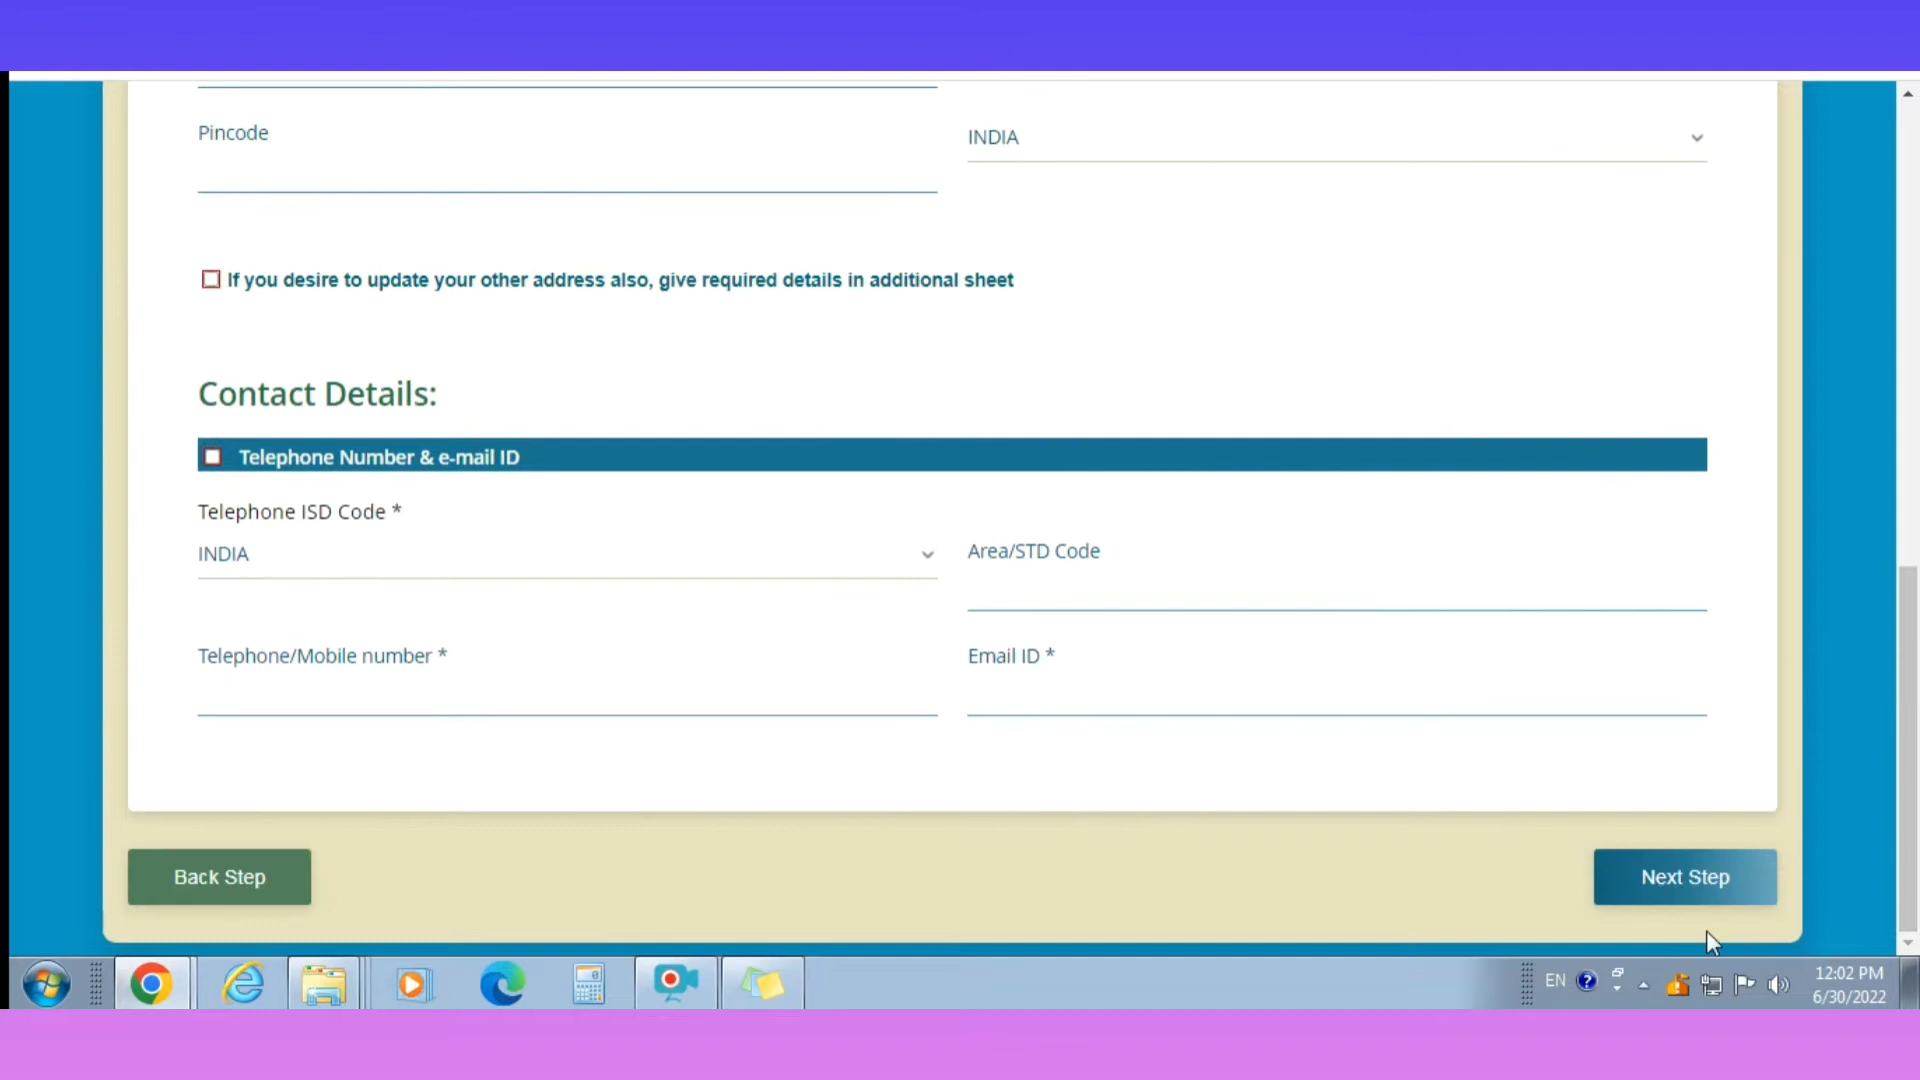 Pincode
INDIA
If you desire to update your other address also, give required details in additional sheet
Contact Details:
Telephone Number & e-mail ID
Telephone ISD Code *
INDIA
Area/STD Code
Telephone/Mobile number *
Email ID *
Back Step
Next Step
EN
12:02 PM
6/30/2022